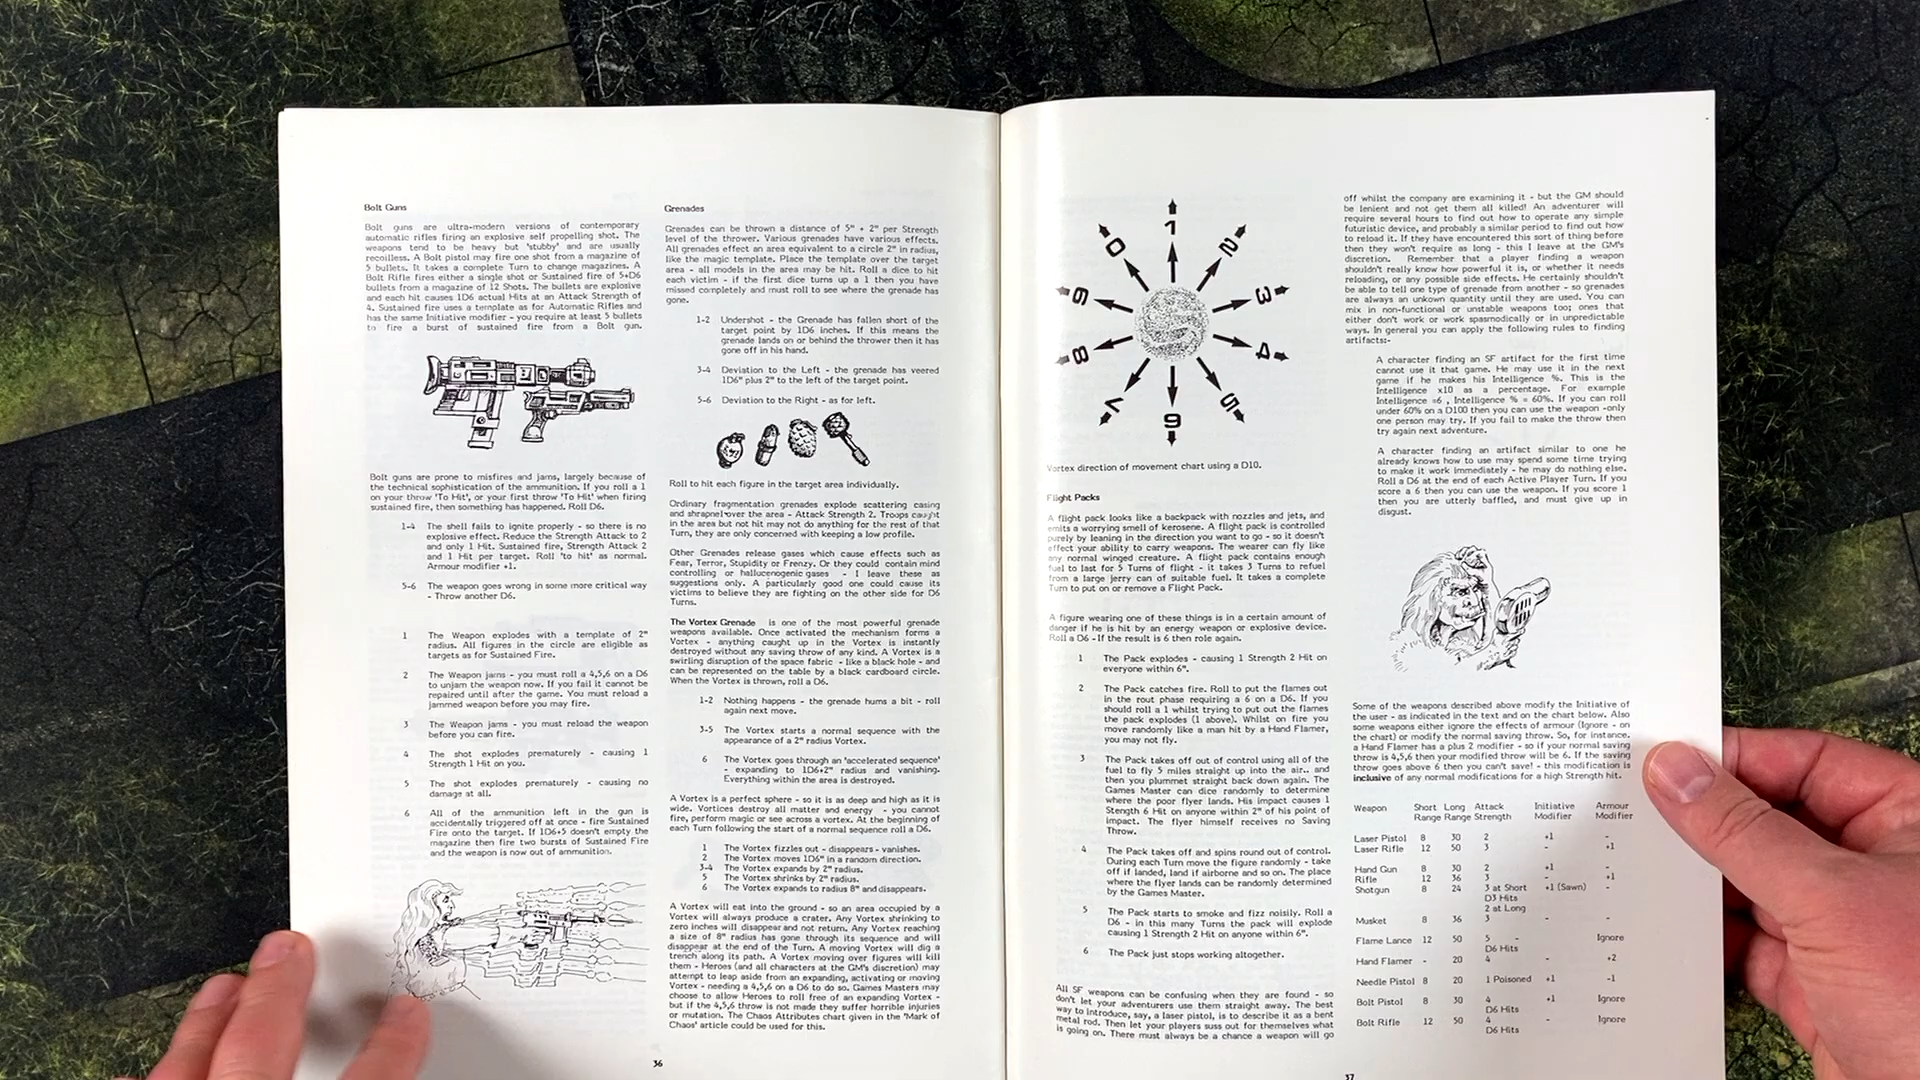 Bolt Guns
Bolt guns are ultra-modern versions of contemporary
automatic rifles firing an explosive self propelling shot. The
weapons tend to be heavy but 'stubby' and are usually
recoilless. A Bolt pistol may fire one shot from a magazine of
5 bullets. It takes a complete Turn to change magazines. A
Bolt Rifle fires either a single shot or Sustained fire of 5+D6
bullets from a magazine of 12 Shots. The bullets are explosive
and each hit causes 1D6 actual Hits at an Attack Strength of
4. Sustained fire uses a template as for Automatic Rifles and
has the same Initiative modifier - you require at least 5 bullets
to fire a burst of sustained fire from a Bolt gun.
Bolt guns are prone to misfires and jams, largely because of
the technical sophistication of the ammunition. If you roll a 1
on your throw 'To Hit', or your first throw 'To Hit' when firing
sustained fire, then something has happened. Roll D6.
1-4 The shell fails to ignite properly - so there is no
explosive effect. Reduce the Strength Attack to 2
and only 1 Hit. Sustained fire, Strength Attack 2
and 1 Hit per target. Roll 'to hit' as normal.
Armour modifier +1.
5-6 The weapon goes wrong in some more critical way
- Throw another D6.
1 The Weapon explodes with a template of 2"
radius. All figures in the circle are eligible as
targets as for Sustained Fire.
2 The Weapon jams - you must roll a 4,5,6 on a D6
to unjam the weapon now. If you fail it cannot be
repaired until after the game. You must reload a
jammed weapon before you may fire.
3 The Weapon jams - you must reload the weapon
before you can fire.
4 The shot explodes prematurely - causing 1
Strength 1 Hit on you.
5 The shot explodes prematurely - causing no
damage at all.
6 All of the ammunition left in the gun is
accidentally triggered off at once - fire Sustained
Fire onto the target. If 1D6+5 doesn't empty the
magazine then fire two bursts of Sustained Fire
and the weapon is now out of ammunition.
Grenades
Grenades can be thrown a distance of 5" + 2" per Strength
level of the thrower. Various grenades have various effects.
All grenades effect an area equivalent to a circle 2" in radius,
like the magic template. Place the template over the target
area - all models in the area may be hit. Roll a dice to hit
each victim - if the first dice turns up a 1 then you have
missed completely and must roll to see where the grenade has
gone.
1-2 Undershot - the Grenade has fallen short of the
target point by 1D6 inches. If this means the
grenade lands on or behind the thrower then it has
gone off in his hand.
3-4 Deviation to the Left - the grenade has veered
1D6" plus 2" to the left of the target point.
5-6 Deviation to the Right - as for left.
Roll to hit each figure in the target area individually.
Ordinary fragmentation grenades explode scattering casing
and shrapnel over the area - Attack Strength 2. Troops caught
in the area but not hit may not do anything for the rest of that
Turn, they are only concerned with keeping a low profile.
Other Grenades release gases which cause effects such as
Fear, Terror, Stupidity or Frenzy. Or they could contain mind
controlling or hallucenogenic gases - I leave these as
suggestions only. A particularly good one could cause its
victims to believe they are fighting on the other side for D6
Turns.
The Vortex Grenade is one of the most powerful grenade
weapons available. Once activated the mechanism forms a
Vortex - anything caught up in the Vortex is instantly
destroyed without any saving throw of any kind. A Vortex is a
swirling disruption of the space fabric - like a black hole - and
can be represented on the table by a black cardboard circle.
When the Vortex is thrown, roll a D6.
1-2 Nothing happens - the grenade hums a bit - roll
again next move.
3-5 The Vortex starts a normal sequence with the
appearance of a 2" radius Vortex.
6 The Vortex goes through an 'accelerated sequence'
- expanding to 1D6+2" radius and vanishing.
Everything within the area is destroyed.
A Vortex is a perfect sphere - so it is as deep and high as it is
wide. Vortices destroy all matter and energy - you cannot
fire, perform magic or see across a vortex. At the beginning of
each Turn following the start of a normal sequence roll a D6.
1 The Vortex fizzles out - disappears - vanishes.
2 The Vortex moves 1D6" in a random direction.
3-4 The Vortex expands by 2" radius.
5 The Vortex shrinks by 2" radius.
6 The Vortex expands to radius 8" and disappears.
A Vortex will eat into the ground - so an area occupied by a
Vortex will always produce a crater. Any Vortex shrinking to
zero inches will disappear and not return. Any Vortex reaching
a size of 8" radius has gone through its sequence and will
disappear at the end of the Turn. A moving Vortex will dig a
trench along its path. A Vortex moving over figures will kill
them - Heroes (and all characters at the GM's discretion) may
attempt to leap aside from an expanding, activating or moving
Vortex - needing a 4,5,6 on a D6 to do so. Games Masters may
choose to allow Heroes to roll free of an expanding Vortex -
but if the 4,5,6 throw is not made they suffer horrible injuries
or mutation. The Chaos Attributes chart given in the 'Mark of
Chaos' article could be used for this.
36
1
2
3
4
5
6
7
8
9
0
Vortex direction of movement chart using a D10.
Flight Packs
A flight pack looks like a backpack with nozzles and jets, and
emits a worrying smell of kerosene. A flight pack is controlled
purely by leaning in the direction you want to go - so it doesn't
effect your ability to carry weapons. The wearer can fly like
any normal winged creature. A flight pack contains enough
fuel to last for 5 Turns of flight - it takes 3 Turns to refuel
from a large jerry can of suitable fuel. It takes a complete
Turn to put on or remove a Flight Pack.
A figure wearing one of these things is in a certain amount of
danger if he is hit by an energy weapon or explosive device.
Roll a D6 -If the result is 6 then role again.
1 The Pack explodes - causing 1 Strength 2 Hit on
everyone within 6".
2 The Pack catches fire. Roll to put the flames out
in the rout phase requiring a 6 on a D6. If you
should roll a 1 whilst trying to put out the flames
the pack explodes (1 above). Whilst on fire you
move randomly like a man hit by a Hand Flamer,
you may not fly.
3 The Pack takes off out of control using all of the
fuel to fly 5 miles straight up into the air.. and
then you plummet straight back down again. The
Games Master can dice randomly to determine
where the poor flyer lands. His impact causes 1
Stength 6 Hit on anyone within 2" of his point of
impact. The flyer himself receives no Saving
Throw.
4 The Pack takes off and spins round out of control.
During each Turn move the figure randomly - take
off if landed, land if airborne and so on. The place
where the flyer lands can be randomly determined
by the Games Master.
5 The Pack starts to smoke and fizz noisily. Roll a
D6 - in this many Turns the pack will explode
causing 1 Strength 2 Hit on anyone within 6".
6 The Pack just stops working altogether.
All SF weapons can be confusing when they are found - so
don't let your adventurers use them straight away. The best
way to introduce, say, a laser pistol, is to describe it as a bent
metal rod. Then let your players suss out for themselves what
is going on. There must always be a chance a weapon will go
off whilst the company are examining it - but the GM should
be lenient and not get them all killed! An adventurer will
require several hours to find out how to operate any simple
futuristic device, and probably a similar period to find out how
to reload it. If they have encountered this sort of thing before
then they won't require as long - this I leave at the GM's
discretion. Remember that a player finding a weapon
shouldn't really know how powerful it is, or whether it needs
reloading, or any possible side effects. He certainly shouldn't
be able to tell one type of grenade from another - so grenades
are always an unkown quantity until they are used. You can
mix in non-functional or unstable weapons too; ones that
either don't work or work spasmodically or in unpredictable
ways. In general you can apply the following rules to finding
artifacts:-
A character finding an SF artifact for the first time
cannot use it that game. He may use it in the next
game if he makes his Intelligence %. This is the
Intelligence x10 as a percentage. For example
Intelligence =6 , Intelligence % = 60%. If you can roll
under 60% on a D100 then you can use the weapon -only
one person may try. If you fail to make the throw then
try again next adventure.
A character finding an artifact similar to one he
already knows how to use may spend some time trying
to make it work immediately - he may do nothing else.
Roll a D6 at the end of each Active Player Turn. If you
score a 6 then you can use the weapon. If you score 1
then you are utterly baffled, and must give up in
disgust.
Some of the weapons described above modify the Initiative of
the user - as indicated in the text and on the chart below. Also
some weapons either ignore the effects of armour (Ignore - on
the chart) or modify the normal saving throw. So, for instance,
a Hand Flamer has a plus 2 modifier - so if your normal saving
throw is 4,5,6 then your modified throw will be 6. If the saving
throw goes above 6 then you can't save! - this modification is
inclusive of any normal modifications for a high Strength hit.
Weapon Short Long Attack Initiative Armour
Range Range Strength Modifier Modifier
Laser Pistol 8 30 2 +1 -
Laser Rifle 12 50 3 - +1
Hand Gun 8 30 2 +1 -
Rifle 12 36 3 - +1
Shotgun 8 24 3 at Short +1 (Sawn) -
D3 Hits
2 at Long
Musket 8 36 3 - -
Flame Lance 12 50 5 - Ignore
D6 Hits
Hand Flamer - 20 4 - +2
Needle Pistol 8 20 1 Poisoned +1 -1
Bolt Pistol 8 30 4 +1 Ignore
D6 Hits
Bolt Rifle 12 50 4 - Ignore
D6 Hits
37